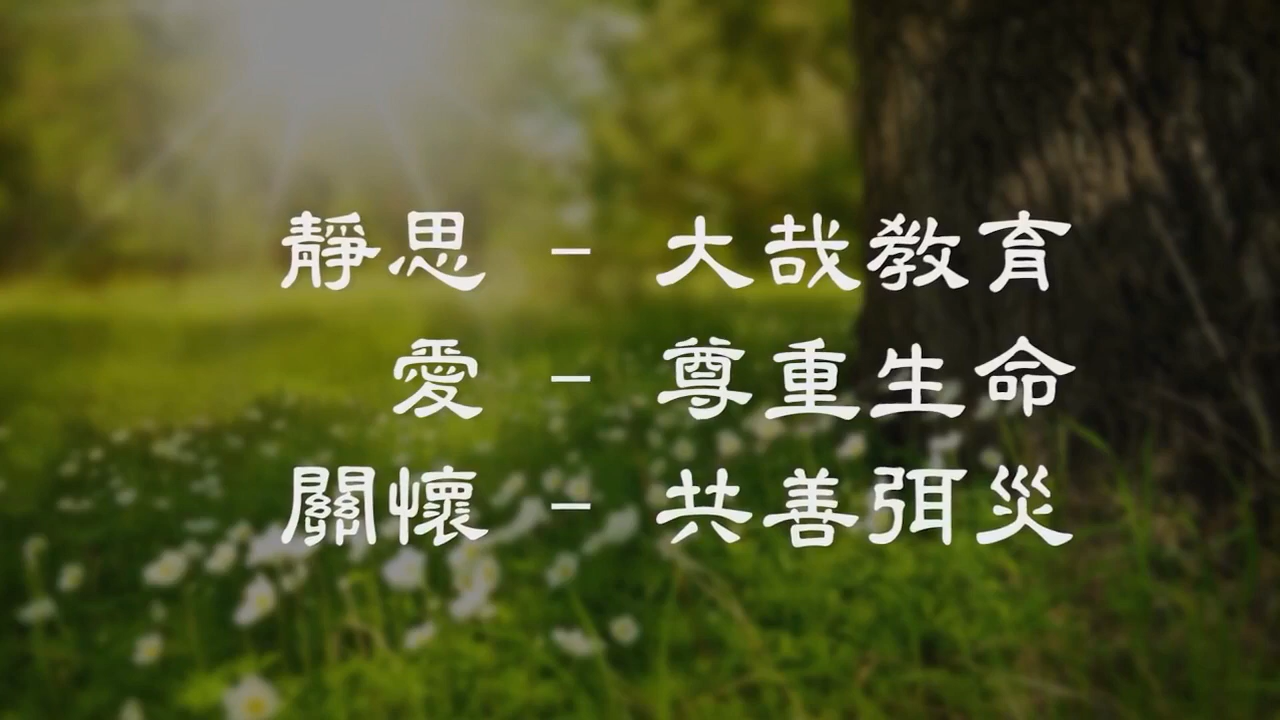 靜思 - 大哉教育
愛 - 尊重生命
關懷 - 共善弭災